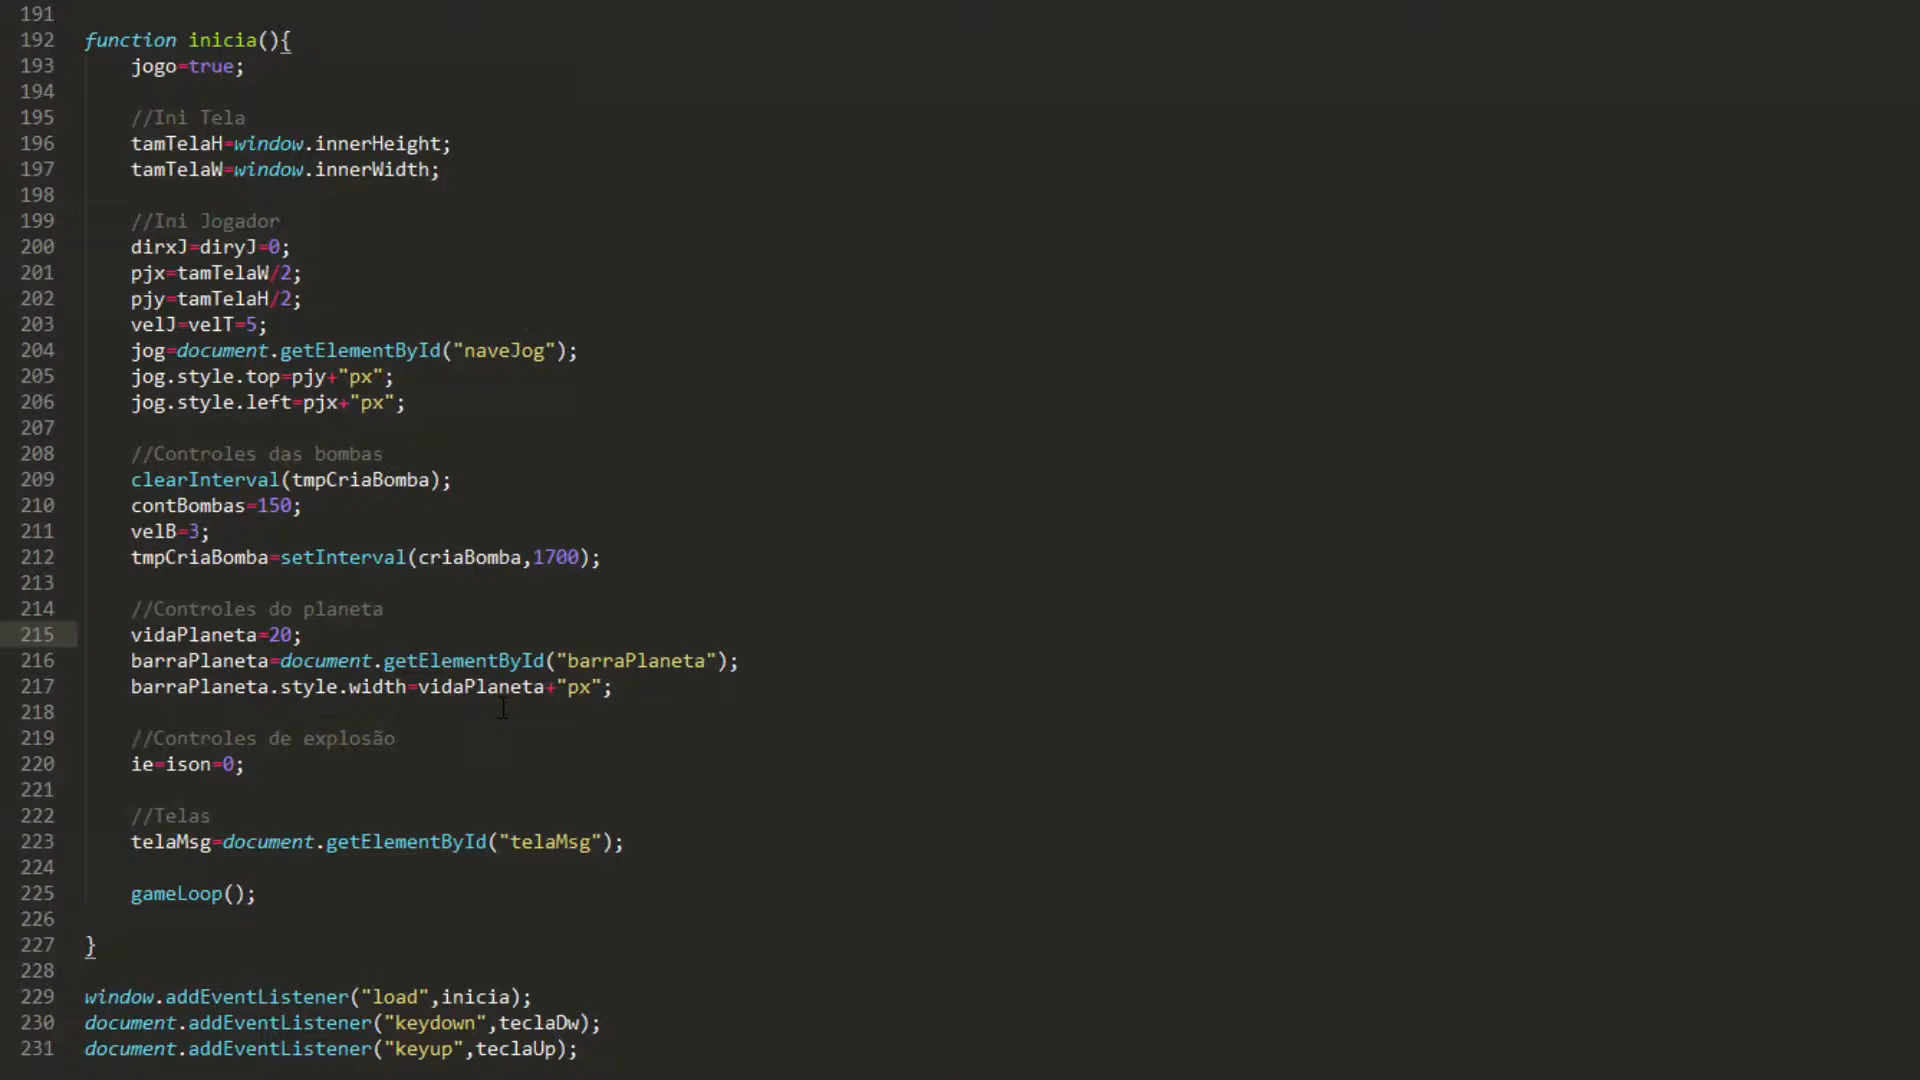 191
192 function inicia(){
193 jogo=true;
194
195 //Ini Tela
196 tamTelaH=window.innerHeight;
197 tamTelaW=window.innerWidth;
198
199 //Ini Jogador
200 dirxJ=diryJ=0;
201 pjx=tamTelaW/2;
202 pjy=tamTelaH/2;
203 velJ=velT=5;
204 jog=document.getElementById("naveJog");
205 jog.style.top=pjy+"px";
206 jog.style.left=pjx+"px";
207
208 //Controles das bombas
209 clearInterval(tmpCriaBomba);
210 contBombas=150;
211 velB=3;
212 tmpCriaBomba=setInterval(criaBomba,1700);
213
214 //Controles do planeta
215 vidaPlaneta=20;
216 barraPlaneta=document.getElementById("barraPlaneta");
217 barraPlaneta.style.width=vidaPlaneta+"px";
218
219 //Controles de explosão
220 ie=ison=0;
221
222 //Telas
223 telaMsg=document.getElementById("telaMsg");
224
225 gameLoop();
226
227 }
228
229 window.addEventListener("load",inicia);
230 document.addEventListener("keydown",teclaDw);
231 document.addEventListener("keyup",teclaUp);